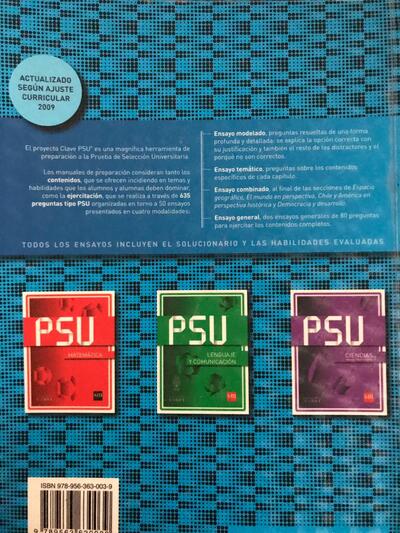 ACTUALIZADO
SEGÚN AJUSTE
CURRICULAR
2009
El proyecto Clave PSU® es una magnífica herramienta de
preparación a la Prueba de Selección Universitaria.
Los manuales de preparación consideran tanto los
contenidos, que se ofrecen incidiendo en temas y
habilidades que los alumnos y alumnas deben dominar,
como la ejercitación, que se realiza a través de 635
preguntas tipo PSU organizadas en torno a 50 ensayos
presentados en cuatro modalidades:
Ensayo modelado, preguntas resueltas de una forma
profunda y detallada: se explica la opción correcta con
su justificación y también el resto de las distractores y el
porqué no son correctos.
Ensayo temático, preguntas sobre los contenidos
específicos de cada capítulo.
Ensayo combinado, al final de las secciones de Espacio
geográfico, El mundo en perspectiva, Chile y América en
perspectiva histórica y Democracia y desarrollo.
Ensayo general, dos ensayos generales de 80 preguntas
para ejercitar los contenidos completos.
TODOS LOS ENSAYOS INCLUYEN EL SOLUCIONARIO Y LAS HABILIDADES EVALUADAS
PSU
MATEMÁTICA
sm
PSU
LENGUAJE
Y COMUNICACIÓN
sm
PSU
CIENCIAS
sm
ISBN 978-956-363-003-9